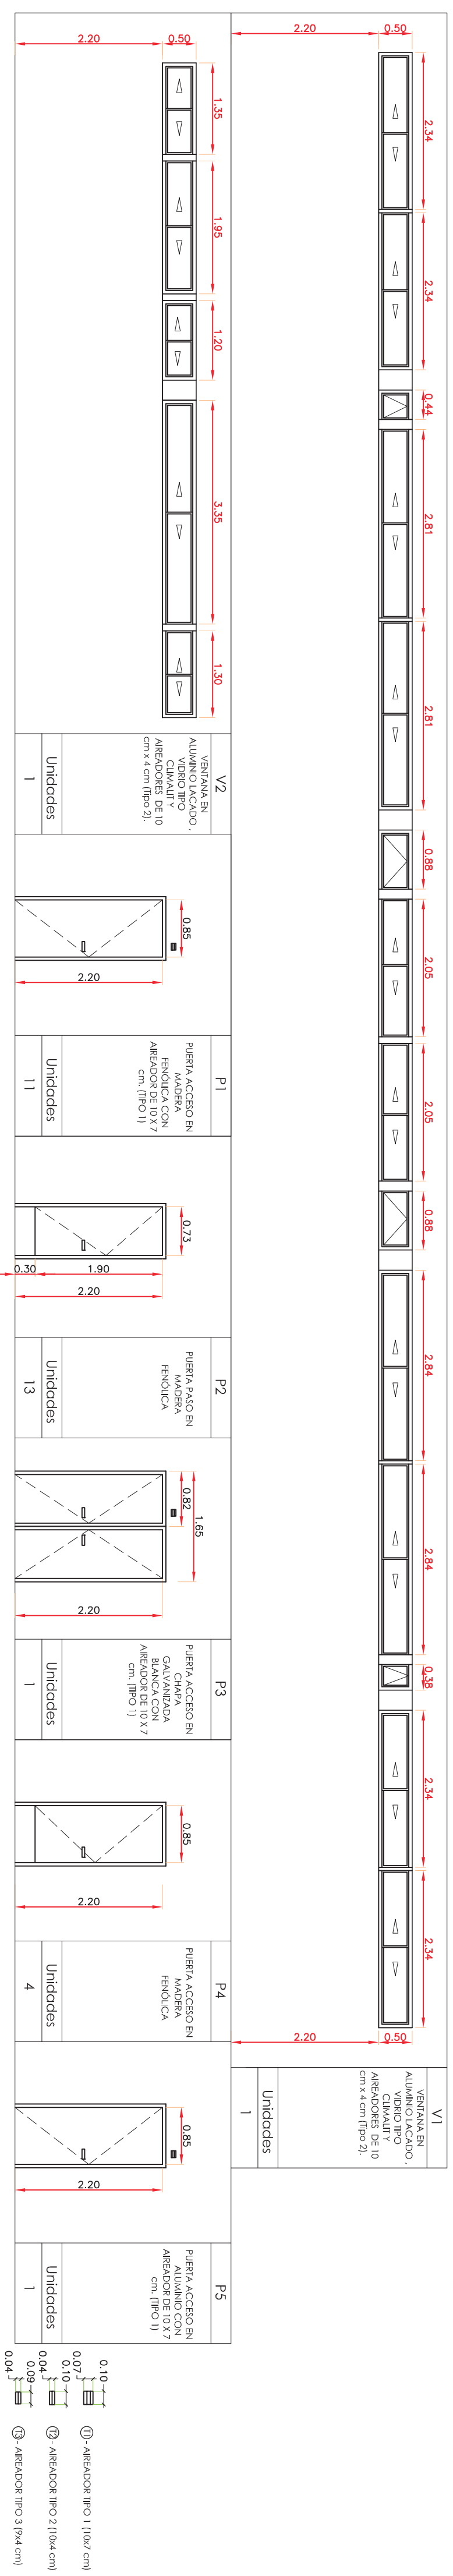 2.20
0.50
2.34
2.34
0.44
2.81
2.81
0.88
2.05
2.05
0.88
2.84
2.84
0.38
2.34
2.34
0.50
2.20
V1
VENTANA EN
ALUMINIO LACADO ,
VIDRIO TIPO
CLIMALIT Y
AIREADORES DE 10
cm x 4 cm (Tipo 2).
Unidades
1
2.20
0.50
1.35
1.95
1.20
3.35
1.30
V2
VENTANA EN
ALUMINIO LACADO ,
VIDRIO TIPO
CLIMALIT Y
AIREADORES DE 10
cm x 4 cm (Tipo 2).
Unidades
1
0.85
2.20
P1
PUERTA ACCESO EN
MADERA
FENÓLICA CON
AIREADOR DE 10 X 7
cm. (TIPO 1)
Unidades
11
0.73
0.30
1.90
2.20
P2
PUERTA PASO EN
MADERA
FENÓLICA
Unidades
13
1.65
0.82
2.20
P3
PUERTA ACCESO EN
CHAPA
GALVANIZADA
BLANCA CON
AIREADOR DE 10 X 7
cm. (TIPO 1)
Unidades
1
0.85
2.20
P4
PUERTA ACCESO EN
MADERA
FENÓLICA
Unidades
4
0.85
2.20
P5
PUERTA ACCESO EN
ALUMINIO CON
AIREADOR DE 10 X 7
cm. (TIPO 1)
Unidades
1
0.10
0.07
T1 - AIREADOR TIPO 1 (10x7 cm)
0.10
0.04
T2 - AIREADOR TIPO 2 (10x4 cm)
0.09
0.04
T3 - AIREADOR TIPO 3 (9x4 cm)